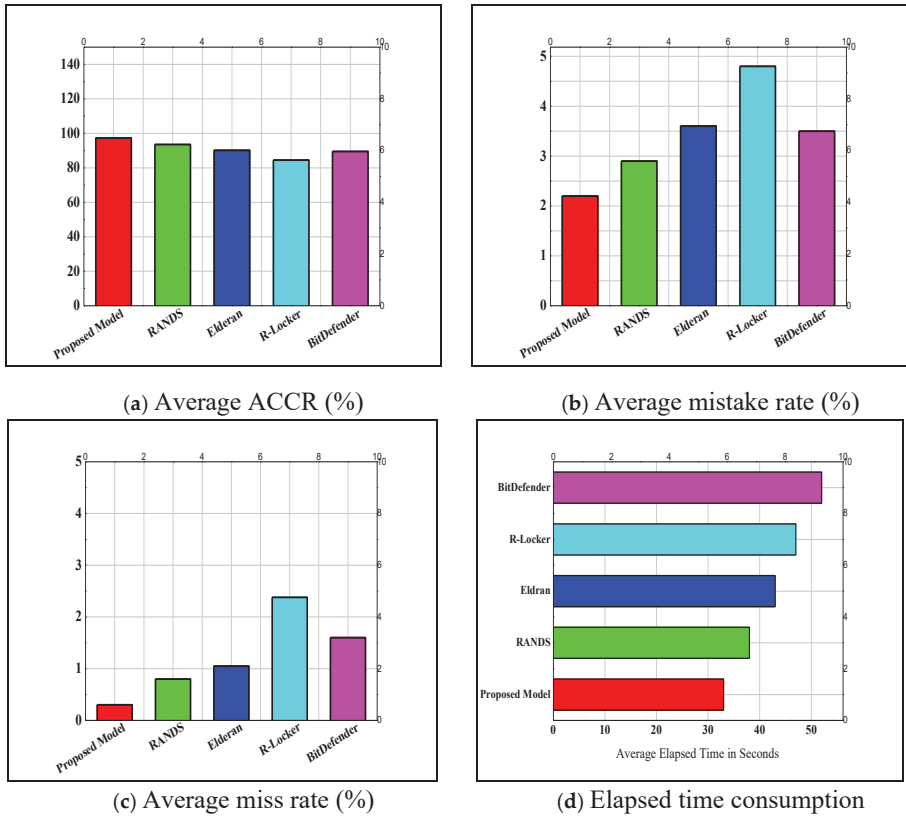 0 2 4 6 8 10
140
120
100
80
60
40
20
0
10
8
6
4
2
0
Proposed Model
RANDS
Elderan
R-Locker
BitDefender
(a) Average ACCR (%)
0 2 4 6 8 10
5
4
3
2
1
0
10
8
6
4
2
0
Proposed Model
RANDS
Elderan
R-Locker
BitDefender
(b) Average mistake rate (%)
0 2 4 6 8 10
5
4
3
2
1
0
10
8
6
4
2
0
Proposed Model
RANDS
Elderan
R-Locker
BitDefender
(c) Average miss rate (%)
0 2 4 6 8 10
BitDefender
R-Locker
Eldran
RANDS
Proposed Model
10
8
6
4
2
0
0 10 20 30 40 50
Average Elapsed Time in Seconds
(d) Elapsed time consumption